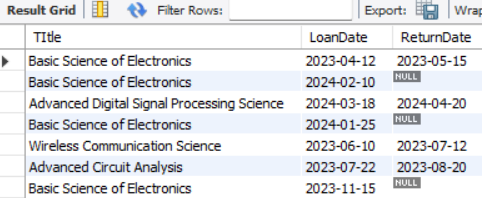 Result Grid Filter Rows: Export: Wrap
TItle LoanDate ReturnDate
Basic Science of Electronics 2023-04-12 2023-05-15
Basic Science of Electronics 2024-02-10 NULL
Advanced Digital Signal Processing Science 2024-03-18 2024-04-20
Basic Science of Electronics 2024-01-25 NULL
Wireless Communication Science 2023-06-10 2023-07-12
Advanced Circuit Analysis 2023-07-22 2023-08-20
Basic Science of Electronics 2023-11-15 NULL